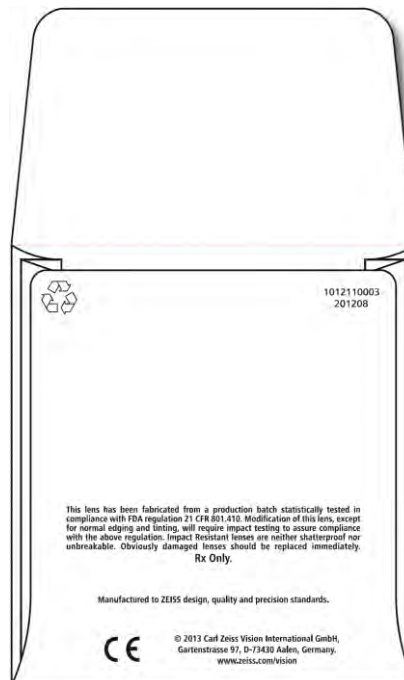 1012110003
201208
This lens has been fabricated from a production batch statistically tested in
compliance with FDA regulation 21 CFR 801.410. Modification of this lens, except
for normal edging and tinting, will require impact testing to assure compliance
with the above regulation. Impact Resistant lenses are neither shatterproof nor
unbreakable. Obviously damaged lenses should be replaced immediately.
Rx Only.
Manufactured to ZEISS design, quality and precision standards.
CE
© 2013 Carl Zeiss Vision International GmbH,
Gartenstrasse 97, D-73430 Aalen, Germany.
www.zeiss.com/vision